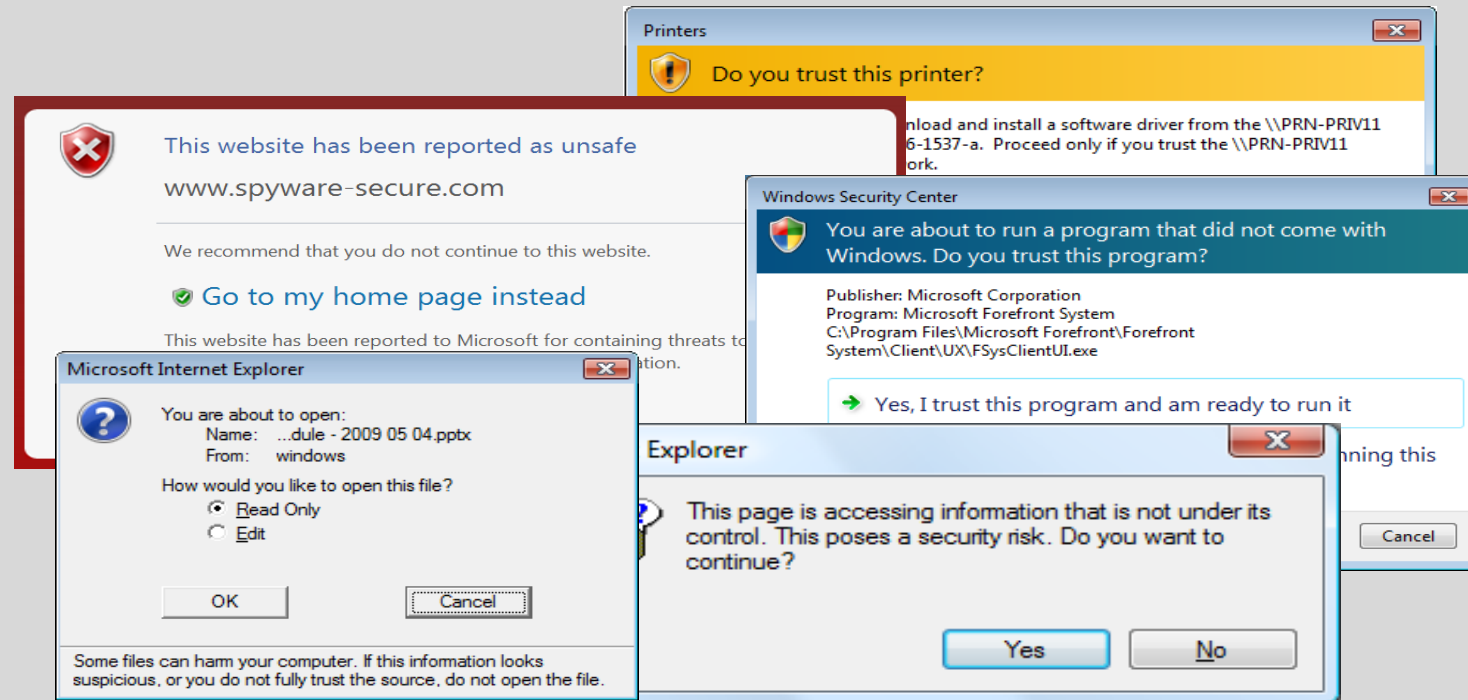 Printers
Do you trust this printer?
nload and install a software driver from the \\PRN-PRIV11
6-1537-a. Proceed only if you trust the \\PRN-PRIV11
ork.
This website has been reported as unsafe
www.spyware-secure.com
We recommend that you do not continue to this website.
Go to my home page instead
This website has been reported to Microsoft for containing threats to
ation.
Windows Security Center
You are about to run a program that did not come with
Windows. Do you trust this program?
Publisher: Microsoft Corporation
Program: Microsoft Forefront System
C:\Program Files\Microsoft Forefront\Forefront
System\Client\UX\FSysClientUI.exe
Yes, I trust this program and am ready to run it
nning this
Cancel
Microsoft Internet Explorer
You are about to open:
Name: ...dule - 2009 05 04.pptx
From: windows
How would you like to open this file?
Read Only
Edit
OK
Cancel
Some files can harm your computer. If this information looks
suspicious, or you do not fully trust the source, do not open the file.
Explorer
This page is accessing information that is not under its
control. This poses a security risk. Do you want to
continue?
Yes
No